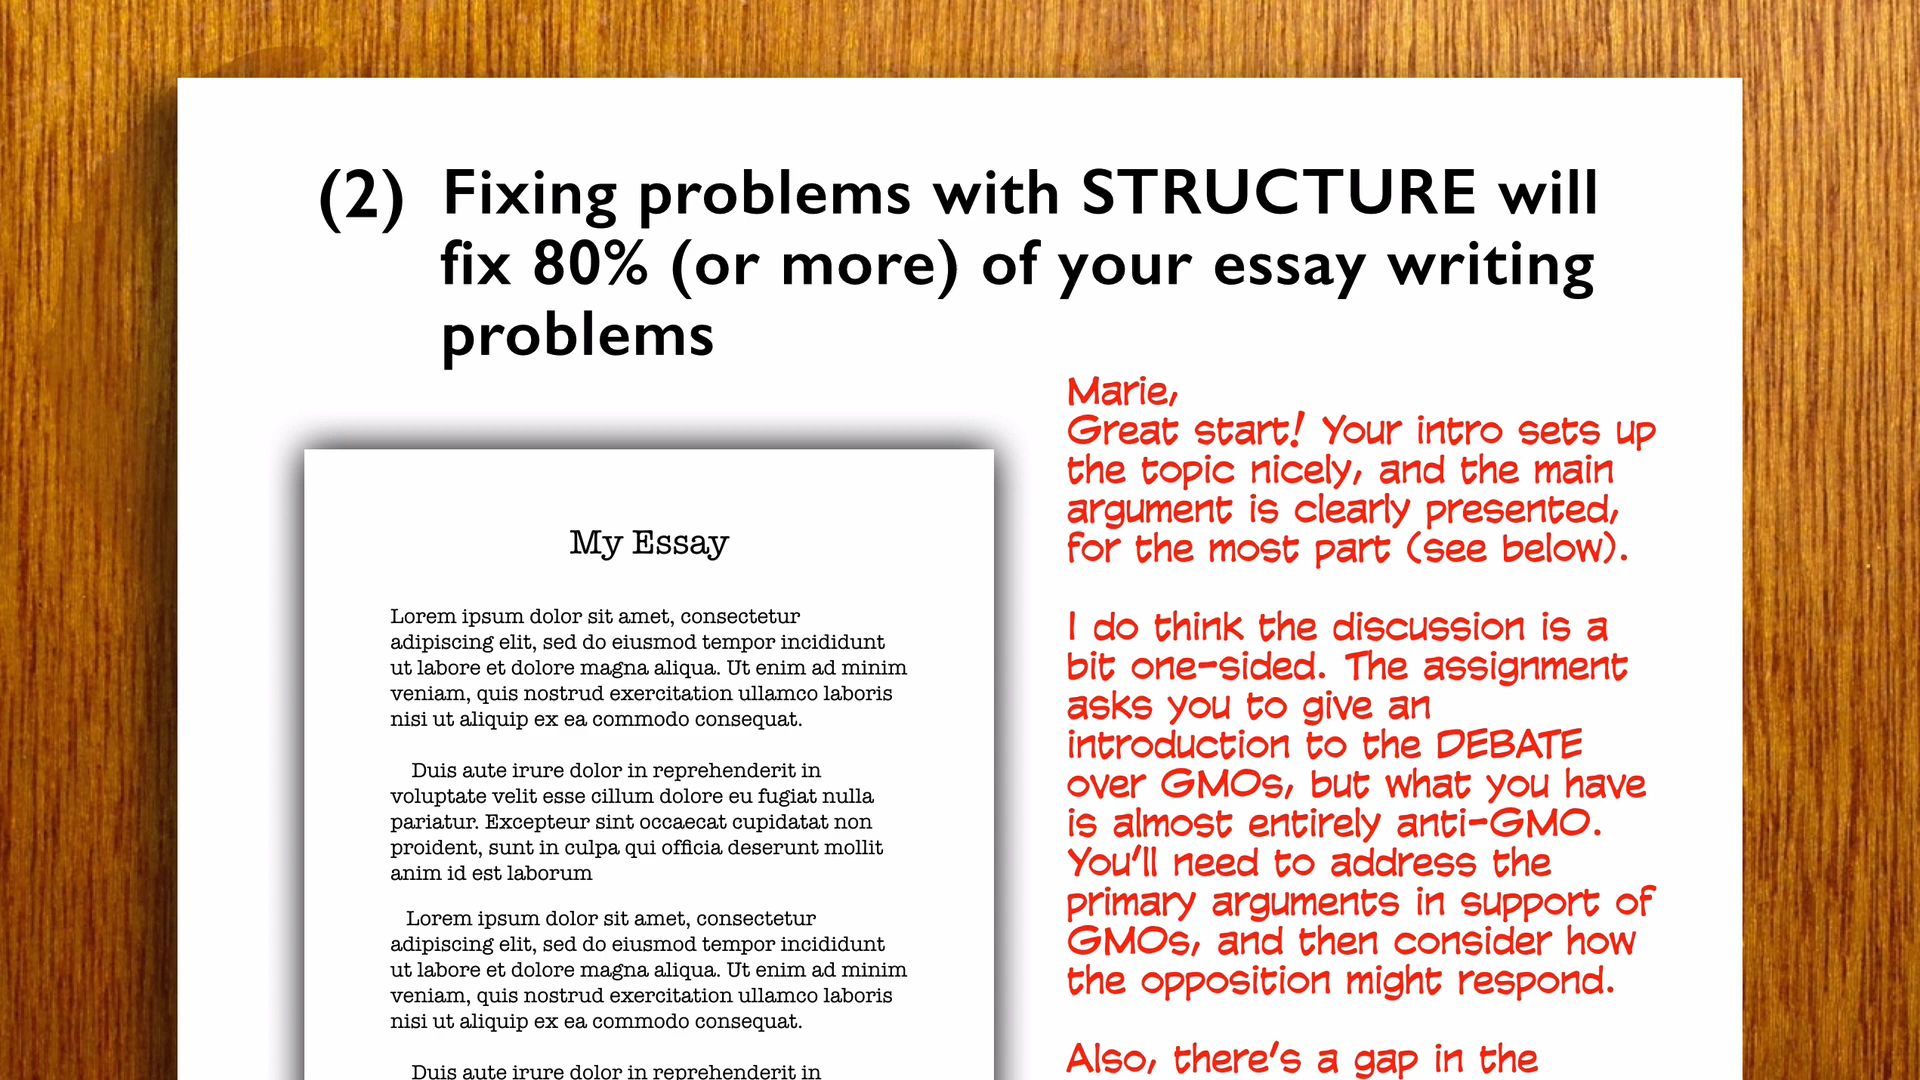 (2) Fixing problems with STRUCTURE will
fix 80% (or more) of your essay writing
problems
My Essay
Lorem ipsum dolor sit amet, consectetur
adipiscing elit, sed do eiusmod tempor incididunt
ut labore et dolore magna aliqua. Ut enim ad minim
veniam, quis nostrud exercitation ullamco laboris
nisi ut aliquip ex ea commodo consequat.
Duis aute irure dolor in reprehenderit in
voluptate velit esse cillum dolore eu fugiat nulla
pariatur. Excepteur sint occaecat cupidatat non
proident, sunt in culpa qui officia deserunt mollit
anim id est laborum
Lorem ipsum dolor sit amet, consectetur
adipiscing elit, sed do eiusmod tempor incididunt
ut labore et dolore magna aliqua. Ut enim ad minim
veniam, quis nostrud exercitation ullamco laboris
nisi ut aliquip ex ea commodo consequat.
Duis aute irure dolor in reprehenderit in
Marie,
Great start! Your intro sets up
the topic nicely, and the main
argument is clearly presented,
for the most part (see below).
I do think the discussion is a
bit one-sided. The assignment
asks you to give an
introduction to the DEBATE
over GMOs, but what you have
is almost entirely anti-GMO.
You'll need to address the
primary arguments in support of
GMOs, and then consider how
the opposition might respond.
Also, there's a gap in the